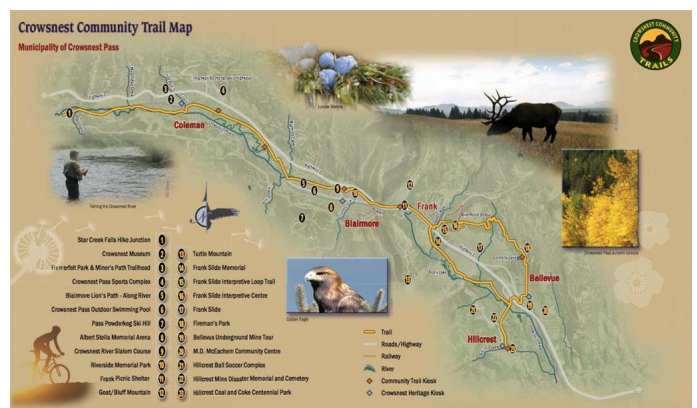 Crowsnest Community Trail Map
Municipality of Crowsnest Pass
CROWSNEST COMMUNITY
TRAILS
Juniper Berries
Fishing the Crowsnest River
Crowsnest Pass autumn colours
Golden Eagle
Coleman
Blairmore
Frank
Bellevue
Hillcrest
Star Creek Falls Hike Junction 1
Crowsnest Museum 2
Flumerfelt Park & Miner's Path Trailhead 3
Crowsnest Pass Sports Complex 4
Blairmore Lion's Path - Along River 5
Crowsnest Pass Outdoor Swimming Pool 6
Pass Powderkeg Ski Hill 7
Albert Stella Memorial Arena 8
Crowsnest River Slalom Course 9
Riverside Memorial Park 10
Frank Picnic Shelter 11
Goat/Bluff Mountain 12
13 Turtle Mountain
14 Frank Slide Memorial
15 Frank Slide Interpretive Loop Trail
16 Frank Slide Interpretive Centre
17 Frank Slide
18 Fireman's Park
19 Bellevue Underground Mine Tour
20 M.D. McEachern Community Centre
21 Hillcrest Ball Soccer Complex
22 Hillcrest Mine Disaster Memorial and Cemetery
23 Hillcrest Coal and Coke Centennial Park
Trail
Roads/Highway
Railway
River
Community Trail Kiosk
Crowsnest Heritage Kiosk